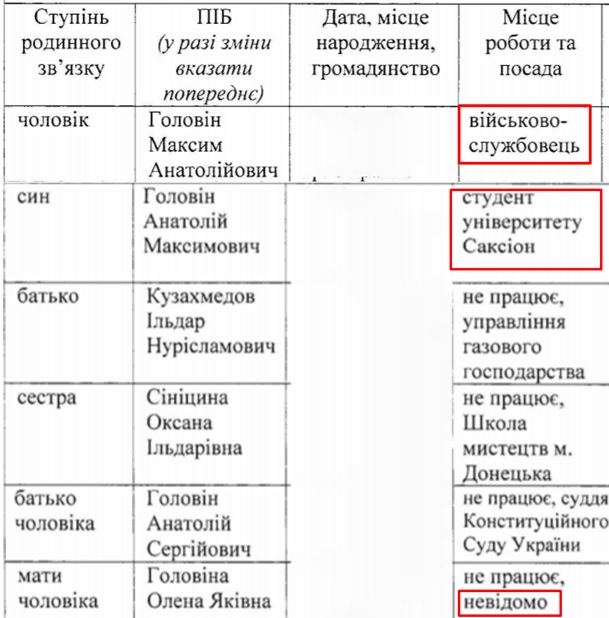 Ступінь родинного зв’язку
ПІБ (у разі зміни вказати попереднє)
Дата, місце народження, громадянство
Місце роботи та посада
чоловік
Головін
Максим
Анатолійович
військово-
службовець
син
Головін
Анатолій
Максимович
студент
університету
Саксіон
батько
Кузахмедов
Ільдар
Нурісламович
не працює,
управління
газового
господарства
сестра
Сініцина
Оксана
Ільдарівна
не працює,
Школа
мистецтв м.
Донецька
батько
чоловіка
Головін
Анатолій
Сергійович
не працює, суддя
Конституційного
Суду України
мати
чоловіка
Головіна
Олена Яківна
не працює,
невідомо